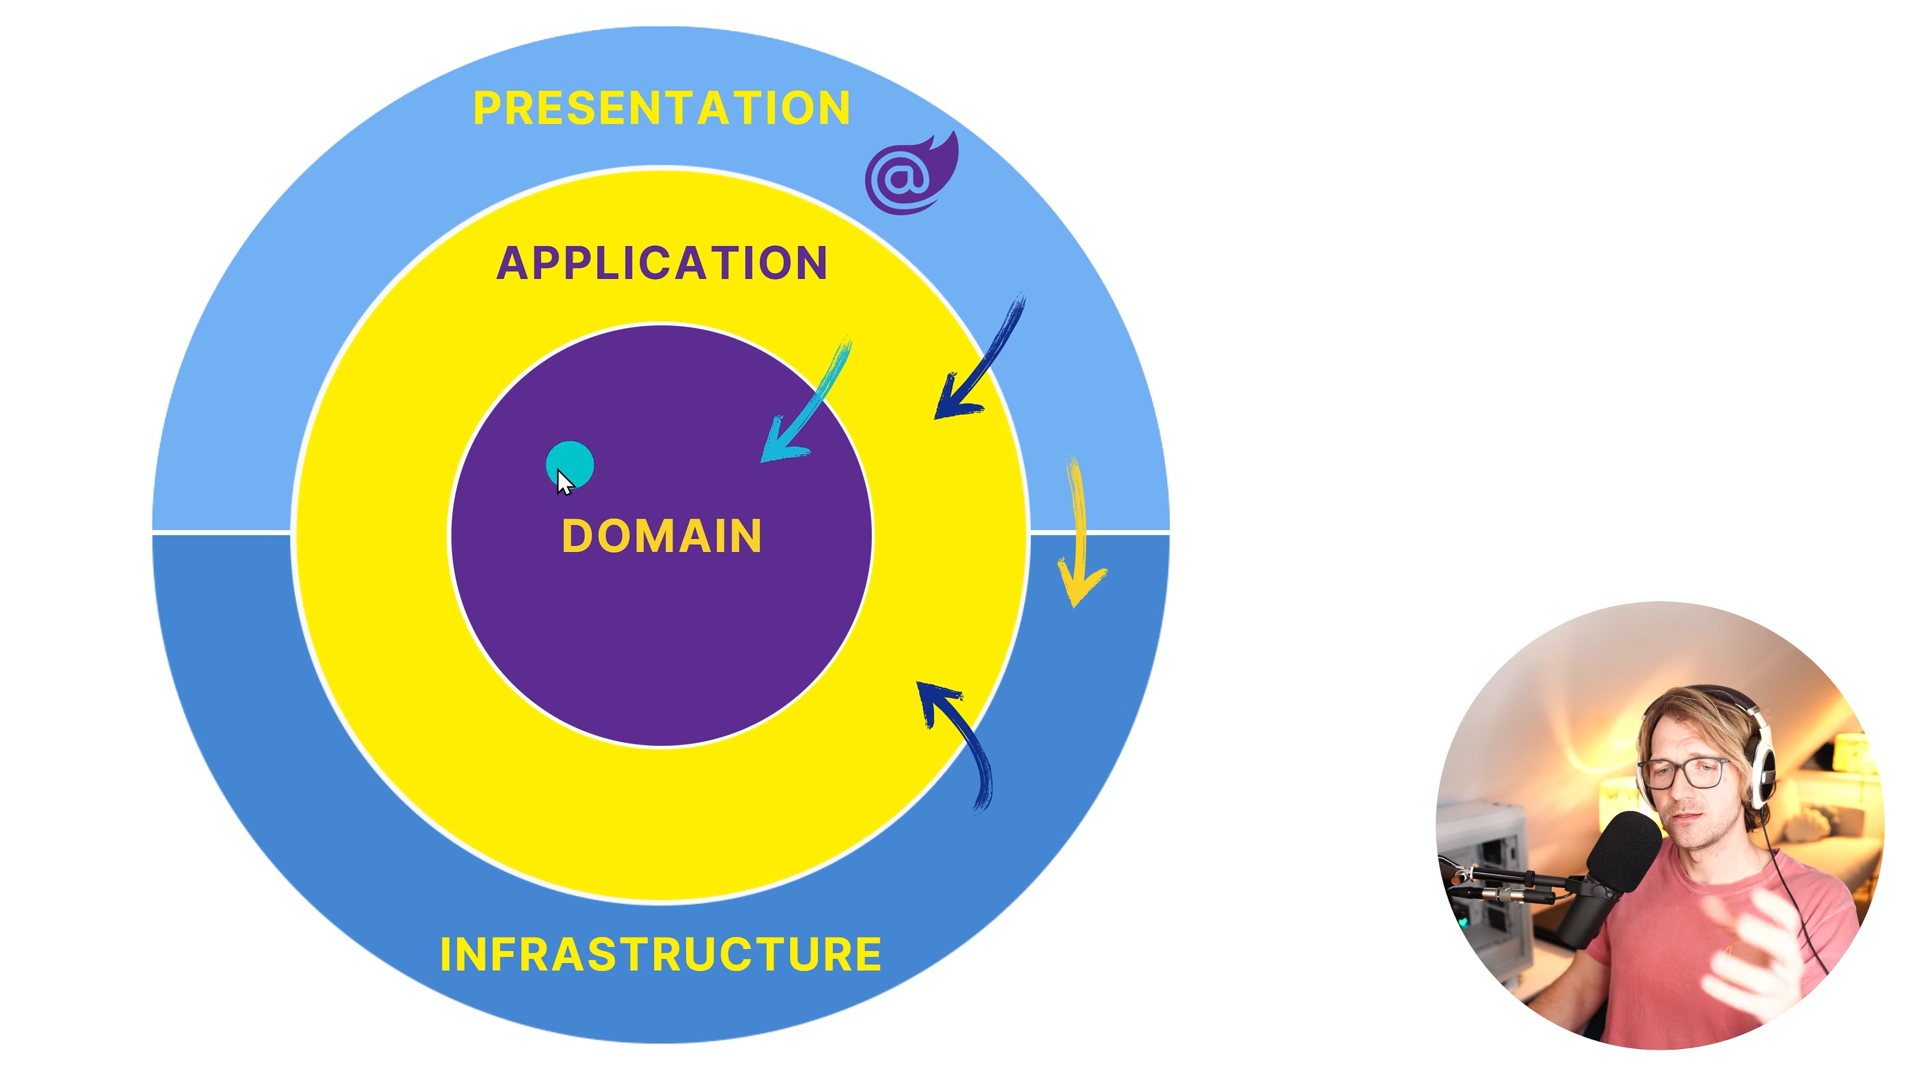 PRESENTATION
@
APPLICATION
DOMAIN
INFRASTRUCTURE